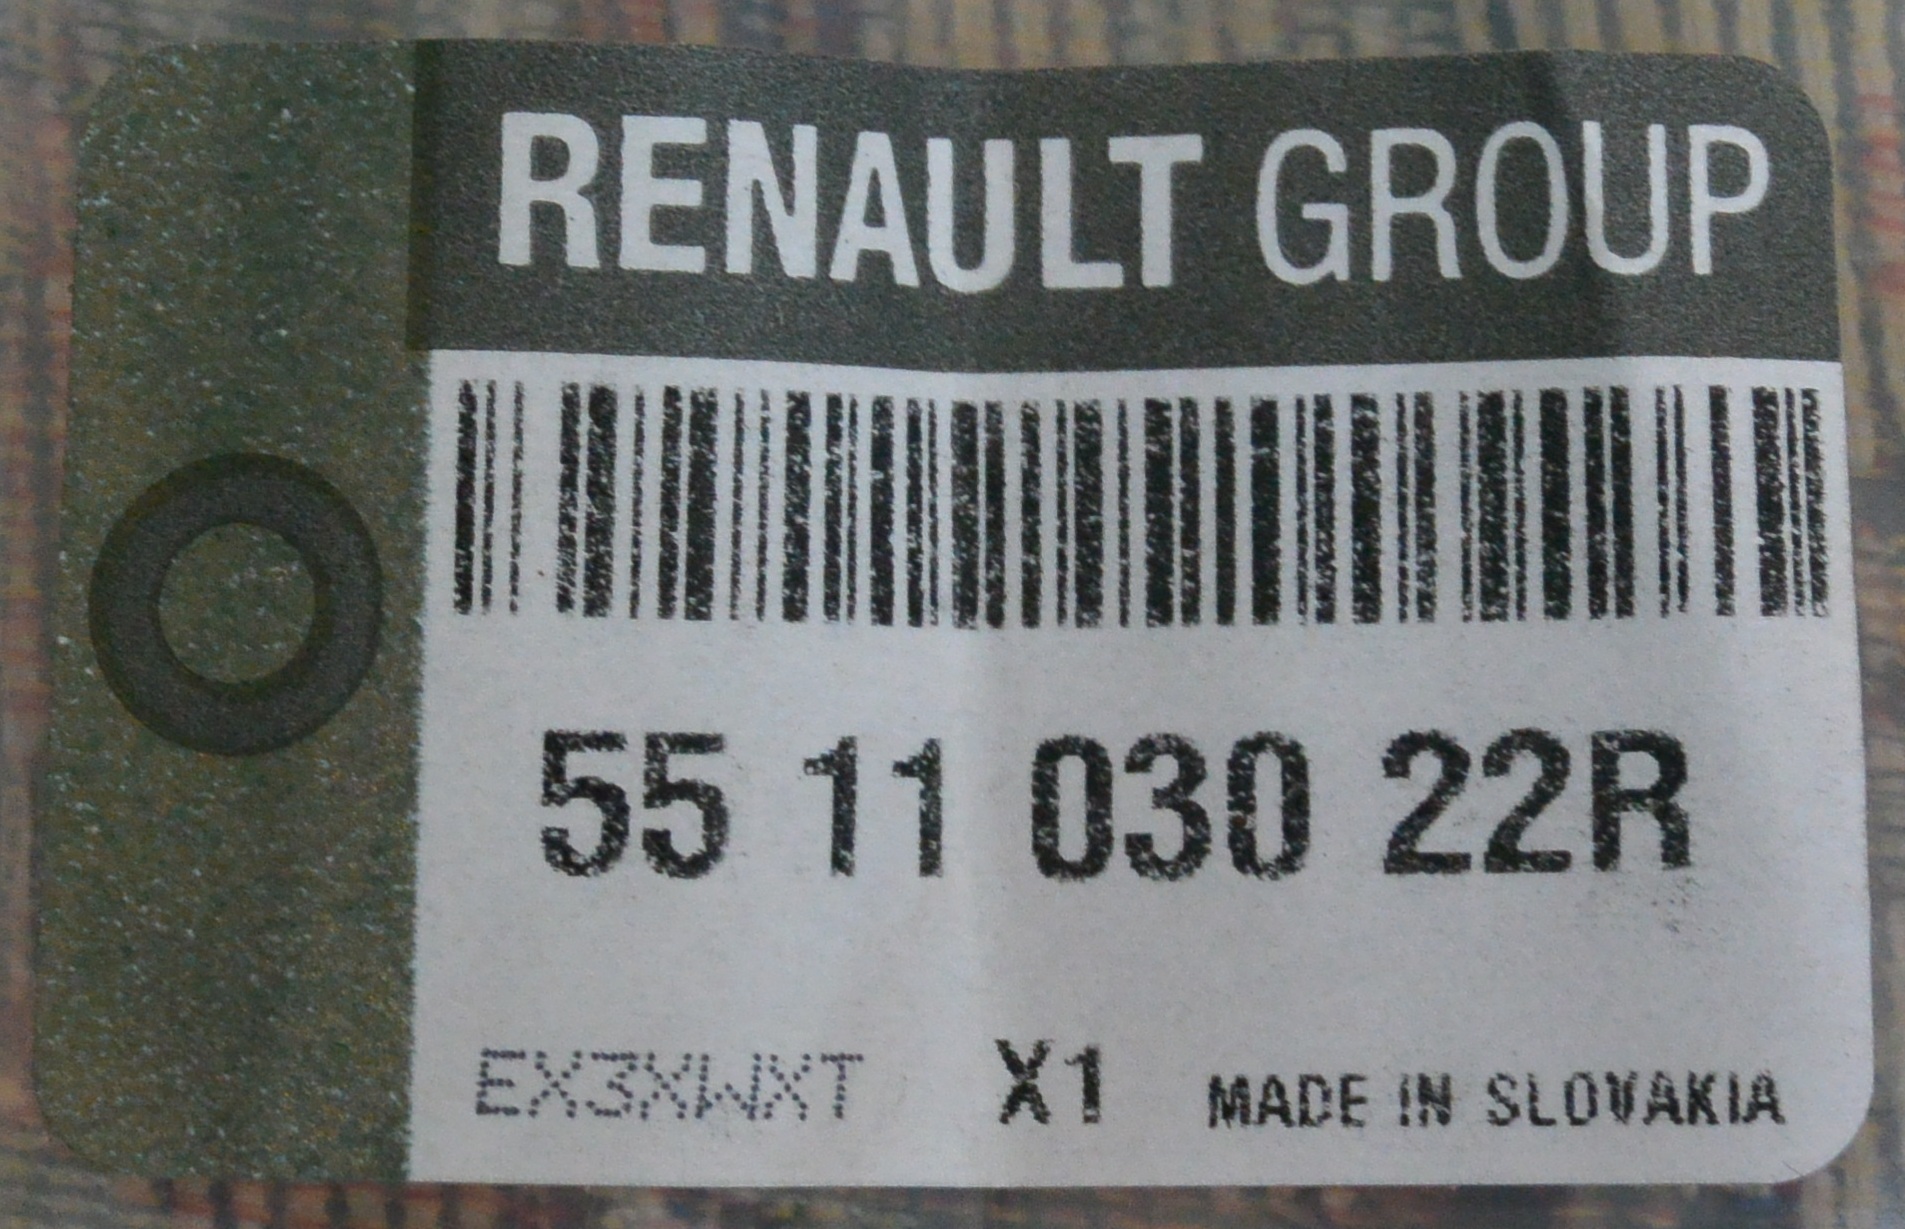 RENAULT GROUP
55 11 030 22R
EX3XWXT X1 MADE IN SLOVAKIA